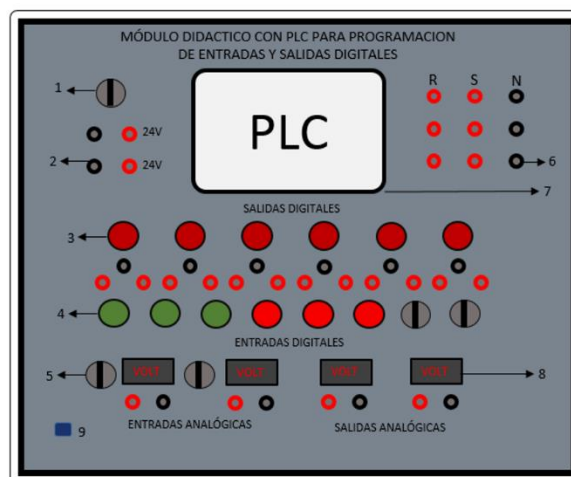 MÓDULO DIDACTICO CON PLC PARA PROGRAMACION
DE ENTRADAS Y SALIDAS DIGITALES
1
PLC
R S N
24V
2
24V
6
7
SALIDAS DIGITALES
3
4
ENTRADAS DIGITALES
5
VOLT VOLT VOLT VOLT
8
ENTRADAS ANALÓGICAS
SALIDAS ANALÓGICAS
9